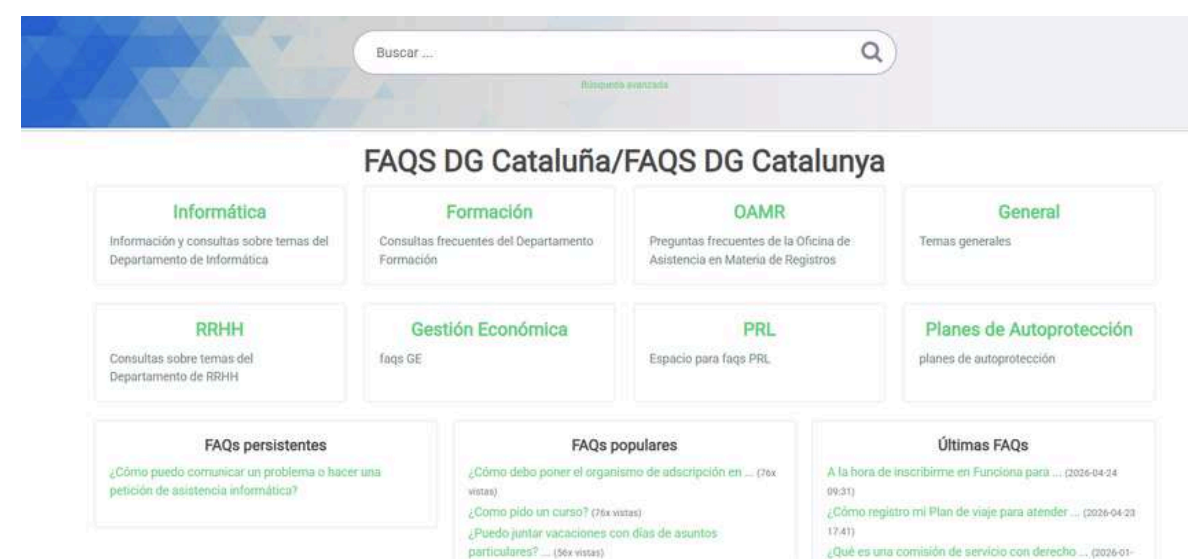 Buscar ...
Búsqueda avanzada
FAQS DG Cataluña/FAQS DG Catalunya
Informática
Información y consultas sobre temas del
Departamento de Informática
Formación
Consultas frecuentes del Departamento
Formación
OAMR
Preguntas frecuentes de la Oficina de
Asistencia en Materia de Registros
General
Temas generales
RRHH
Consultas sobre temas del
Departamento de RRHH
Gestión Económica
faqs GE
PRL
Espacio para faqs PRL
Planes de Autoprotección
planes de autoprotección
FAQs persistentes
¿Cómo puedo comunicar un problema o hacer una
petición de asistencia informática?
FAQs populares
¿Cómo debo poner el organismo de adscripción en ... (76x
vistas)
¿Como pido un curso? (76x vistas)
¿Puedo juntar vacaciones con días de asuntos
particulares? ... (56x vistas)
Últimas FAQs
A la hora de inscribirme en Funciona para ... (2026-04-24
09:31)
¿Cómo registro mi Plan de viaje para atender ... (2026-04-23
17:41)
¿Qué es una comisión de servicio con derecho ... (2026-01-